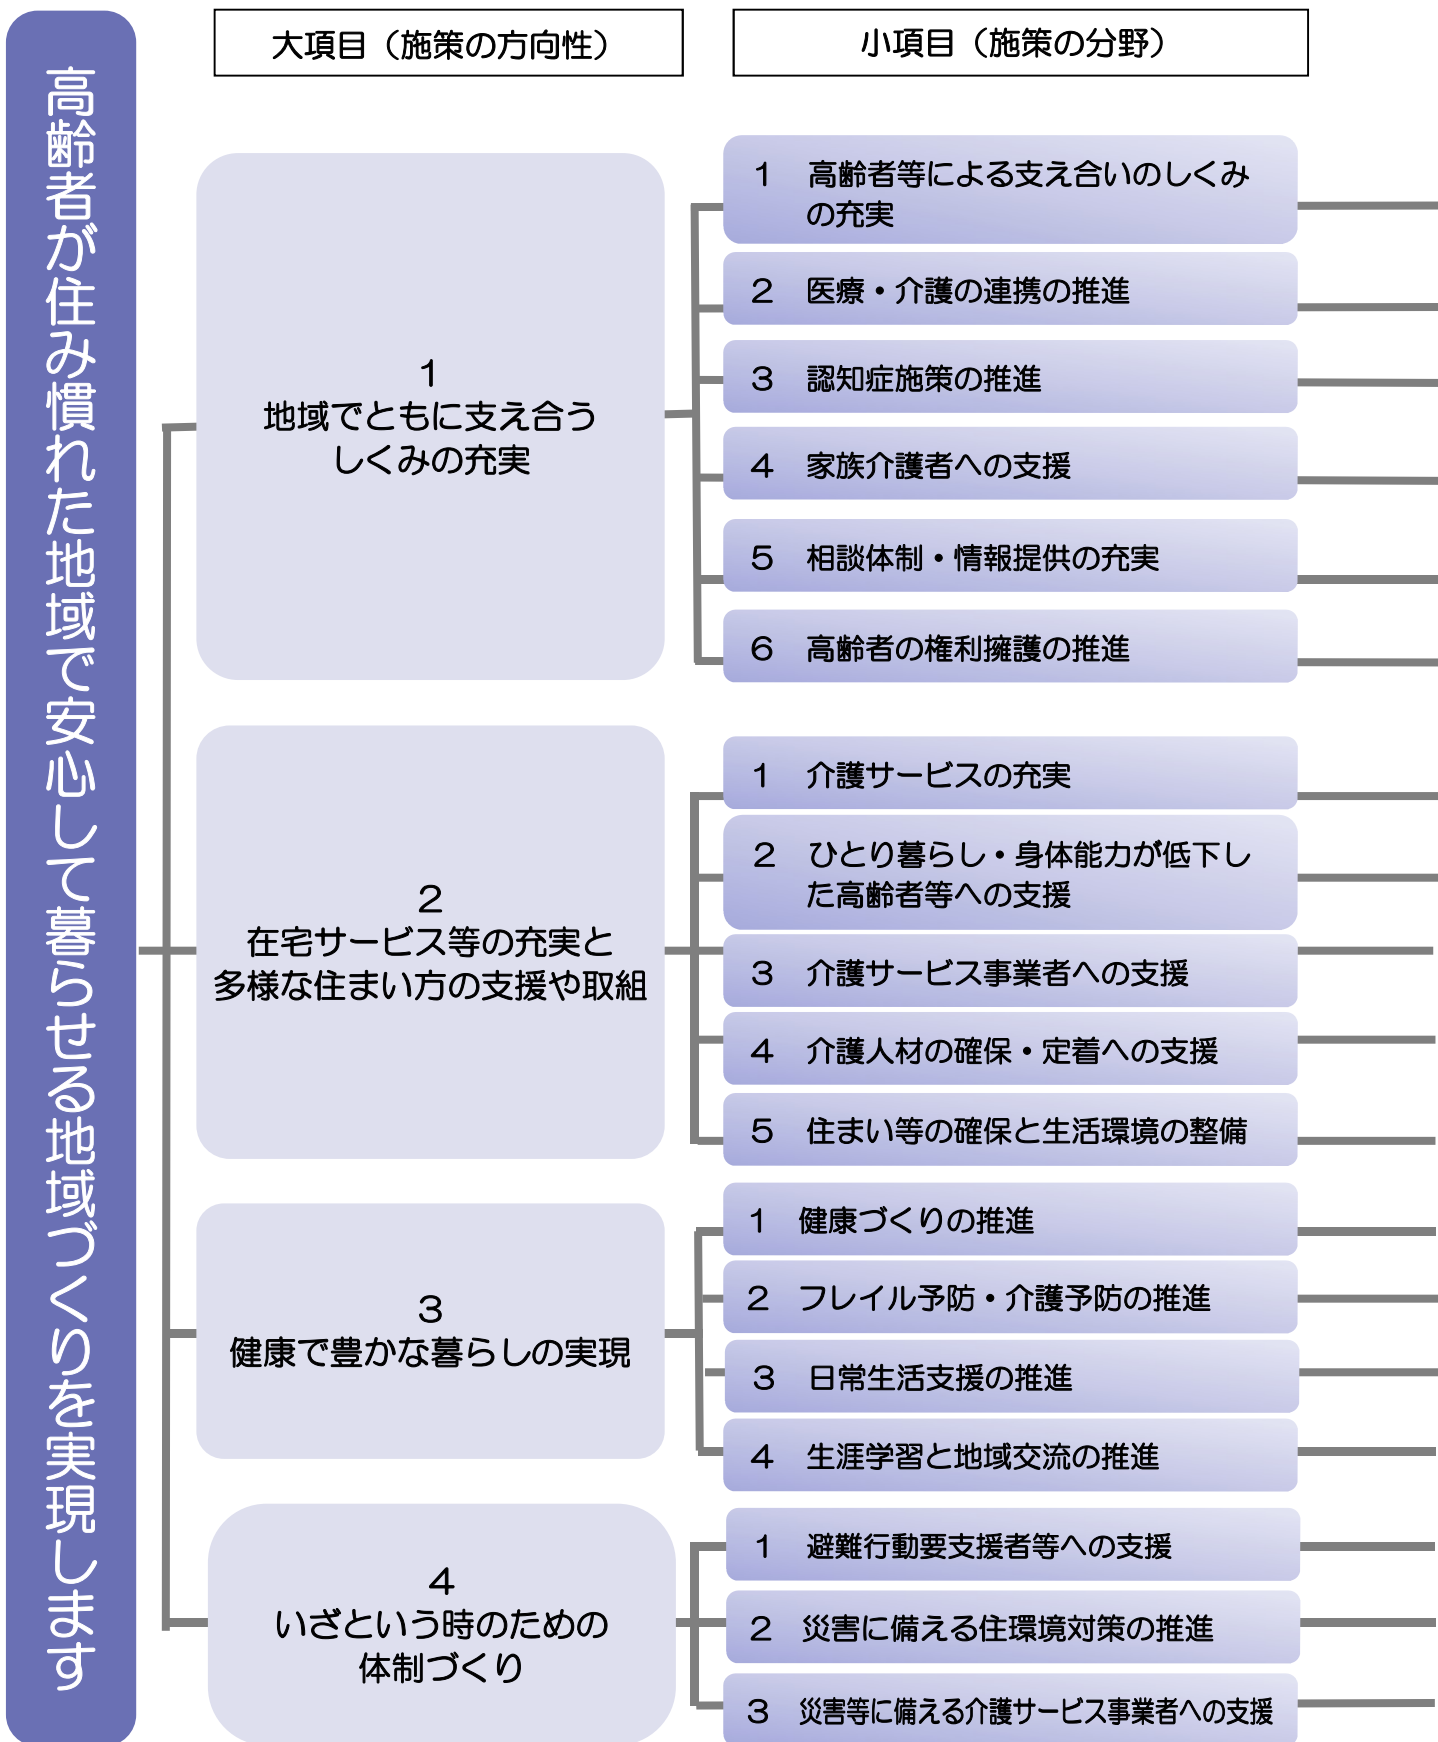 高齢者が住み慣れた地域で安心して暮らせる地域づくりを実現します
大項目（施策の方向性）
小項目（施策の分野）
1
地域でともに支え合う
しくみの充実
1　高齢者等による支え合いのしくみ
の充実
2　医療・介護の連携の推進
3　認知症施策の推進
4　家族介護者への支援
5　相談体制・情報提供の充実
6　高齢者の権利擁護の推進
2
在宅サービス等の充実と
多様な住まい方の支援や取組
1　介護サービスの充実
2　ひとり暮らし・身体能力が低下し
た高齢者等への支援
3　介護サービス事業者への支援
4　介護人材の確保・定着への支援
5　住まい等の確保と生活環境の整備
3
健康で豊かな暮らしの実現
1　健康づくりの推進
2　フレイル予防・介護予防の推進
3　日常生活支援の推進
4　生涯学習と地域交流の推進
4
いざという時のための
体制づくり
1　避難行動要支援者等への支援
2　災害に備える住環境対策の推進
3　災害等に備える介護サービス事業者への支援